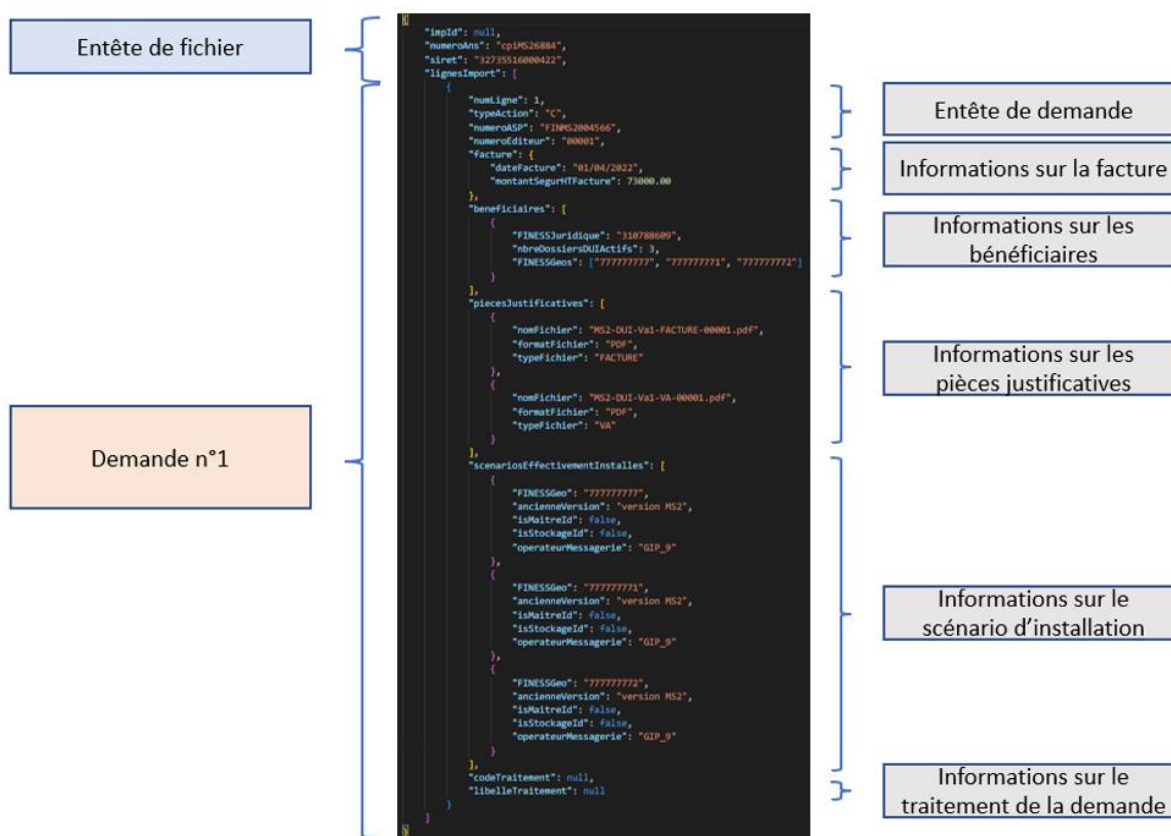 Entête de fichier
Demande n°1
{
"impId": null,
"numeroAns": "cpiMS26884",
"siret": "32735516000422",
"lignesImport": [
{
"numLigne": 1,
"typeAction": "C",
"numeroASP": "FINMS2004566",
"numeroEditeur": "00001",
"facture": {
"dateFacture": "01/04/2022",
"montantSegurHTFacture": 73000.00
},
"beneficiaires": [
{
"FINESSJuridique": "310788609",
"nbreDossiersDUIActifs": 3,
"FINESSGeos": ["777777777", "777777771", "777777772"]
}
],
"piecesJustificatives": [
{
"nomFichier": "MS2-DUI-Va1-FACTURE-00001.pdf",
"formatFichier": "PDF",
"typeFichier": "FACTURE"
},
{
"nomFichier": "MS2-DUI-Va1-VA-00001.pdf",
"formatFichier": "PDF",
"typeFichier": "VA"
}
],
"scenariosEffectivementInstalles": [
{
"FINESSGeo": "777777777",
"ancienneVersion": "version MS2",
"isMaitreId": false,
"isStockageId": false,
"operateurMessagerie": "GIP_9"
},
{
"FINESSGeo": "777777771",
"ancienneVersion": "version MS2",
"isMaitreId": false,
"isStockageId": false,
"operateurMessagerie": "GIP_9"
},
{
"FINESSGeo": "777777772",
"ancienneVersion": "version MS2",
"isMaitreId": false,
"isStockageId": false,
"operateurMessagerie": "GIP_9"
}
],
"codeTraitement": null,
"libelleTraitement": null
}
]
}
Entête de demande
Informations sur la facture
Informations sur les
bénéficiaires
Informations sur les
pièces justificatives
Informations sur le
scénario d'installation
Informations sur le
traitement de la demande